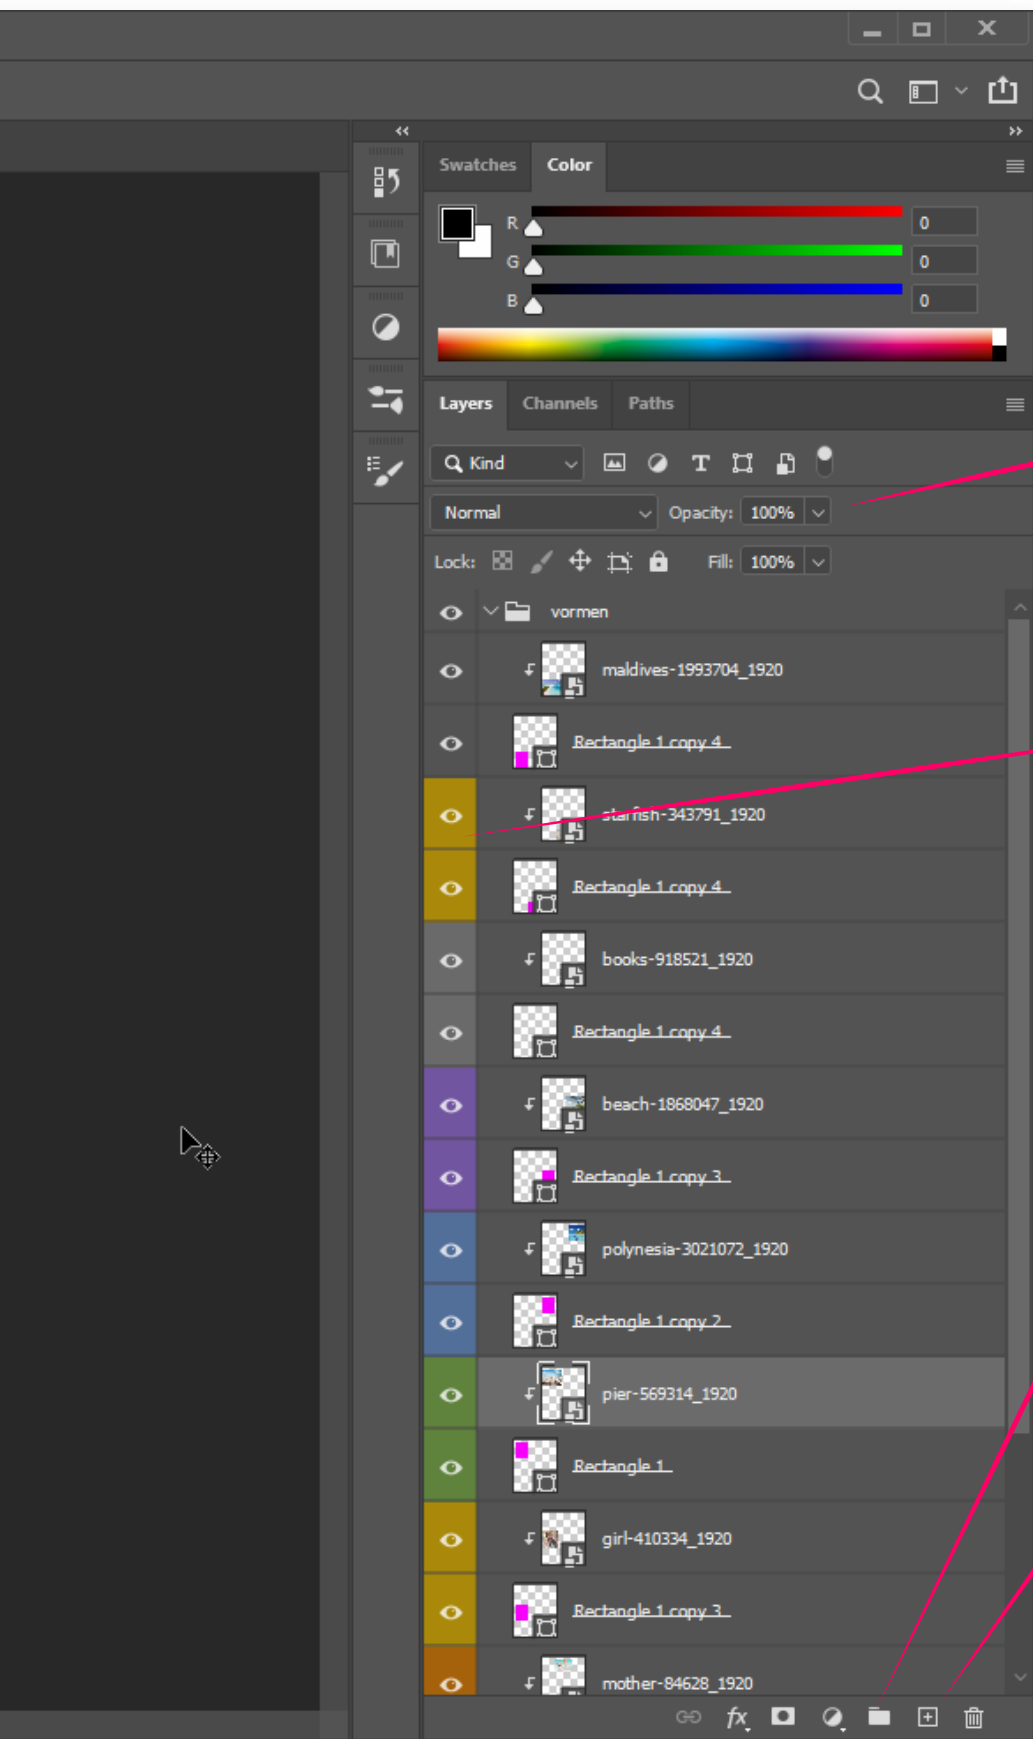 Swatches Color
R 0
G 0
B 0
Layers Channels Paths
Kind
Normal Opacity: 100%
Lock: Fill: 100%
vormen
maldives-1993704_1920
Rectangle 1 copy 4
starfish-343791_1920
Rectangle 1 copy 4
books-918521_1920
Rectangle 1 copy 4
beach-1868047_1920
Rectangle 1 copy 3
polynesia-3021072_1920
Rectangle 1 copy 2
pier-569314_1920
Rectangle 1
girl-410334_1920
Rectangle 1 copy 3
mother-84628_1920
fx